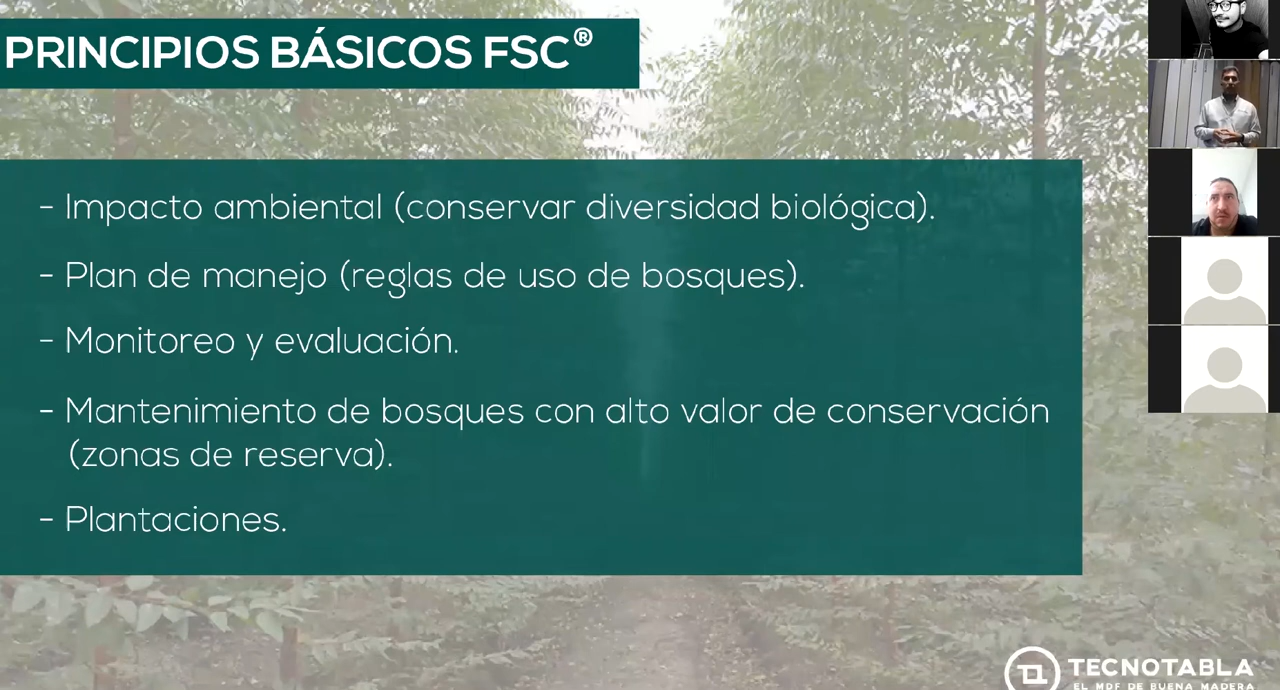 PRINCIPIOS BÁSICOS FSC®
- Impacto ambiental (conservar diversidad biológica).
- Plan de manejo (reglas de uso de bosques).
- Monitoreo y evaluación.
- Mantenimiento de bosques con alto valor de conservación
(zonas de reserva).
- Plantaciones.
TECNOTABLA
EL MDF DE BUENA MADERA